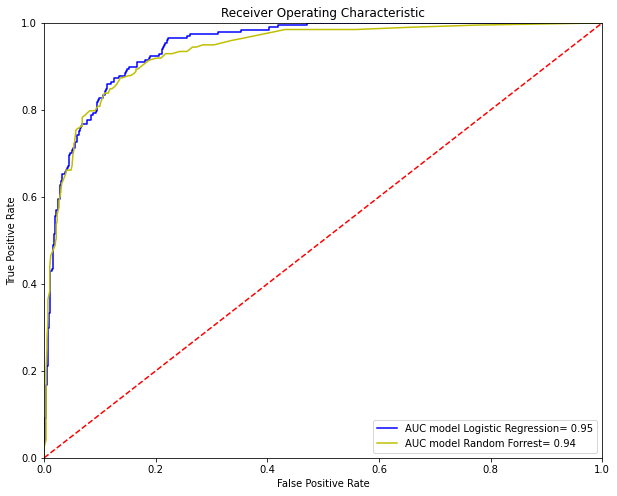 Receiver Operating Characteristic
True Positive Rate
1.0
0.8
0.6
0.4
0.2
0.0
0.0 0.2 0.4 0.6 0.8 1.0
False Positive Rate
AUC model Logistic Regression= 0.95
AUC model Random Forrest= 0.94